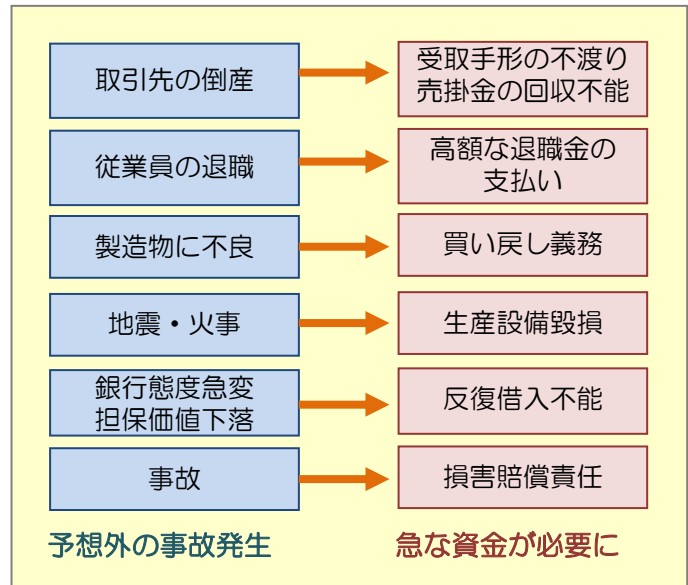 取引先の倒産
受取手形の不渡り
売掛金の回収不能
従業員の退職
高額な退職金の
支払い
製造物に不良
買い戻し義務
地震・火事
生産設備毀損
銀行態度急変
担保価値下落
反復借入不能
事故
損害賠償責任
予想外の事故発生
急な資金が必要に